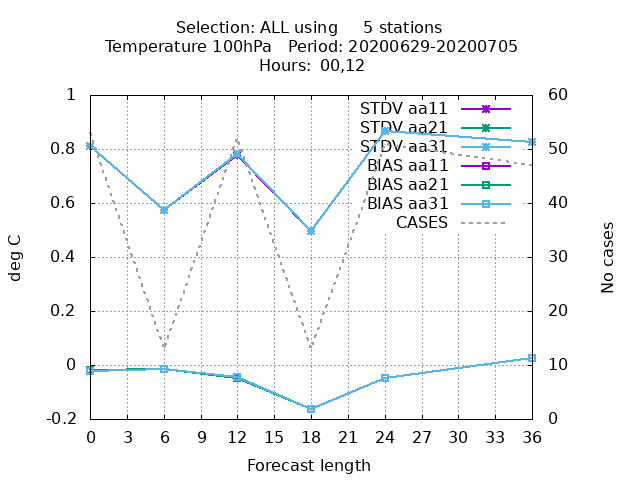 Selection: ALL using     5 stations
Temperature 100hPa   Period: 20200629-20200705
Hours: 00,12
1
0.8
0.6
0.4
0.2
0
-0.2
deg C
60
50
40
30
20
10
0
No cases
STDV aa11
STDV aa21
STDV aa31
BIAS aa11
BIAS aa21
BIAS aa31
CASES
0 3 6 9 12 15 18 21 24 27 30 33 36
Forecast length